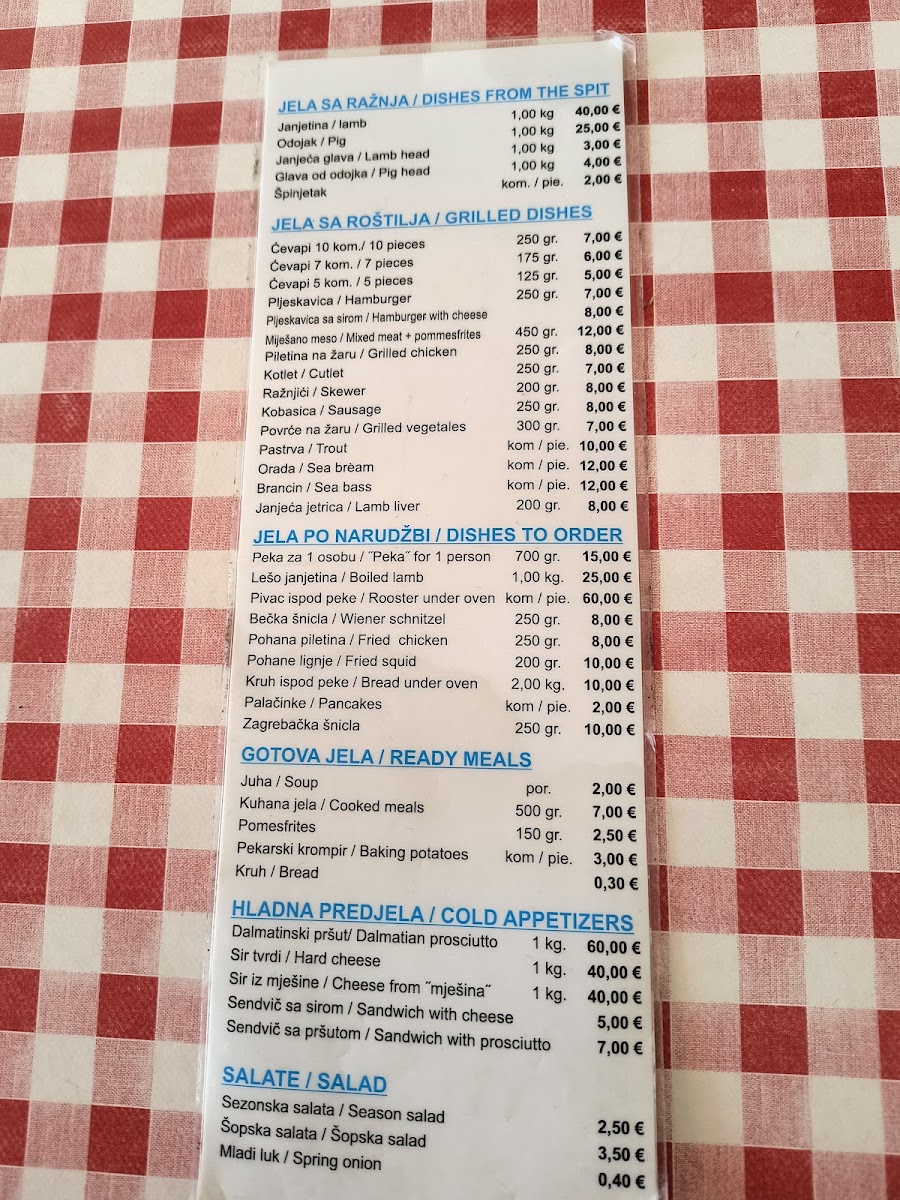 JELA SA RAŽNJA / DISHES FROM THE SPIT
Janjetina / lamb 1,00 kg 40,00 €
Odojak / Pig 1,00 kg 25,00 €
Janjeća glava / Lamb head 1,00 kg 3,00 €
Glava od odojka / Pig head 1,00 kg 4,00 €
Špinjetak kom. / pie. 2,00 €
JELA SA ROŠTILJA / GRILLED DISHES
Ćevapi 10 kom./ 10 pieces 250 gr. 7,00 €
Ćevapi 7 kom. / 7 pieces 175 gr. 6,00 €
Ćevapi 5 kom. / 5 pieces 125 gr. 5,00 €
Pljeskavica / Hamburger 250 gr. 7,00 €
Pljeskavica sa sirom / Hamburger with cheese 8,00 €
Miješano meso / Mixed meat + pommesfrites 450 gr. 12,00 €
Piletina na žaru / Grilled chicken 250 gr. 8,00 €
Kotlet / Cutlet 250 gr. 7,00 €
Ražnjići / Skewer 200 gr. 8,00 €
Kobasica / Sausage 250 gr. 8,00 €
Povrće na žaru / Grilled vegetales 300 gr. 7,00 €
Pastrva / Trout kom / pie. 10,00 €
Orada / Sea bream kom / pie. 12,00 €
Brancin / Sea bass kom / pie. 12,00 €
Janjeća jetrica / Lamb liver 200 gr. 8,00 €
JELA PO NARUDŽBI / DISHES TO ORDER
Peka za 1 osobu / ˝Peka˝ for 1 person 700 gr. 15,00 €
Lešo janjetina / Boiled lamb 1,00 kg. 25,00 €
Pivac ispod peke / Rooster under oven kom / pie. 60,00 €
Bečka šnicla / Wiener schnitzel 250 gr. 8,00 €
Pohana piletina / Fried chicken 250 gr. 8,00 €
Pohane lignje / Fried squid 200 gr. 10,00 €
Kruh ispod peke / Bread under oven 2,00 kg. 10,00 €
Palačinke / Pancakes kom / pie. 2,00 €
Zagrebačka šnicla 250 gr. 10,00 €
GOTOVA JELA / READY MEALS
Juha / Soup por. 2,00 €
Kuhana jela / Cooked meals 500 gr. 7,00 €
Pomesfrites 150 gr. 2,50 €
Pekarski krompir / Baking potatoes kom / pie. 3,00 €
Kruh / Bread 0,30 €
HLADNA PREDJELA / COLD APPETIZERS
Dalmatinski pršut/ Dalmatian prosciutto 1 kg. 60,00 €
Sir tvrdi / Hard cheese 1 kg. 40,00 €
Sir iz mješine / Cheese from ˝mješina˝ 1 kg. 40,00 €
Sendvič sa sirom / Sandwich with cheese 5,00 €
Sendvič sa pršutom / Sandwich with prosciutto 7,00 €
SALATE / SALAD
Sezonska salata / Season salad 2,50 €
Šopska salata / Šopska salad 3,50 €
Mladi luk / Spring onion 0,40 €